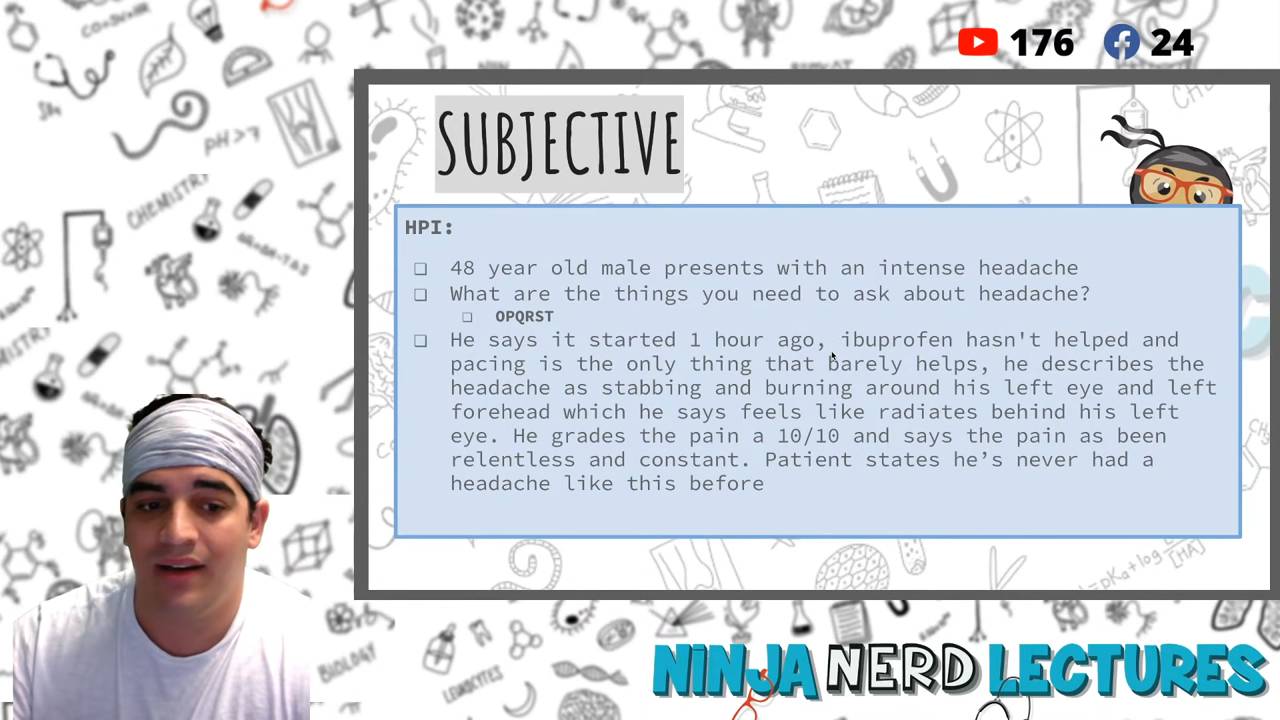 176 24
SUBJECTIVE
HPI:
48 year old male presents with an intense headache
What are the things you need to ask about headache?
OPQRST
He says it started 1 hour ago, ibuprofen hasn't helped and
pacing is the only thing that barely helps, he describes the
headache as stabbing and burning around his left eye and left
forehead which he says feels like radiates behind his left
eye. He grades the pain a 10/10 and says the pain as been
relentless and constant. Patient states he's never had a
headache like this before
NINJA NERD LECTURES
CHEMISTRY
PH>7
BIOLOGY
LEUKOCYTES